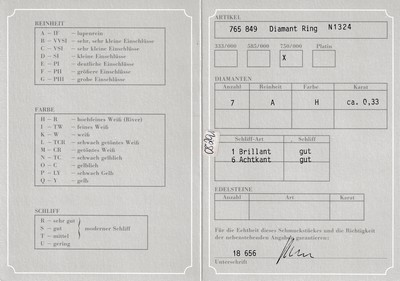 REINHEIT
A – IF – lupenrein
B – VVSI – sehr, sehr kleine Einschlüsse
C – VSI – sehr kleine Einschlüsse
D – SI – kleine Einschlüsse
E – PI – deutliche Einschlüsse
F – PII – größere Einschlüsse
G – PIII – grobe Einschlüsse
FARBE
H – R – hochfeines Weiß (River)
I – TW – feines Weiß
K – W – weiß
L – TCR – schwach getöntes Weiß
M – CR – getöntes Weiß
N – TC – schwach gelblich
O – C – gelblich
P – LY – schwach Gelb
Q – Y – gelb
SCHLIFF
R – sehr gut
S – gut
T – mittel
U – gering
moderner Schliff
ARTIKEL
765 B49 Diamant Ring N1324
333/000 585/000 750/000 Platin
X
DIAMANTEN
Anzahl Reinheit Farbe Karat
7 A H ca. 0,33
Schliff-Art Schliff
1 Brillant gut
6 Achtkant gut
EDELSTEINE
Anzahl Art Karat
Für die Echtheit dieses Schmuckstückes und die Richtigkeit
der nebenstehenden Angaben garantieren:
18 656
Unterschrift